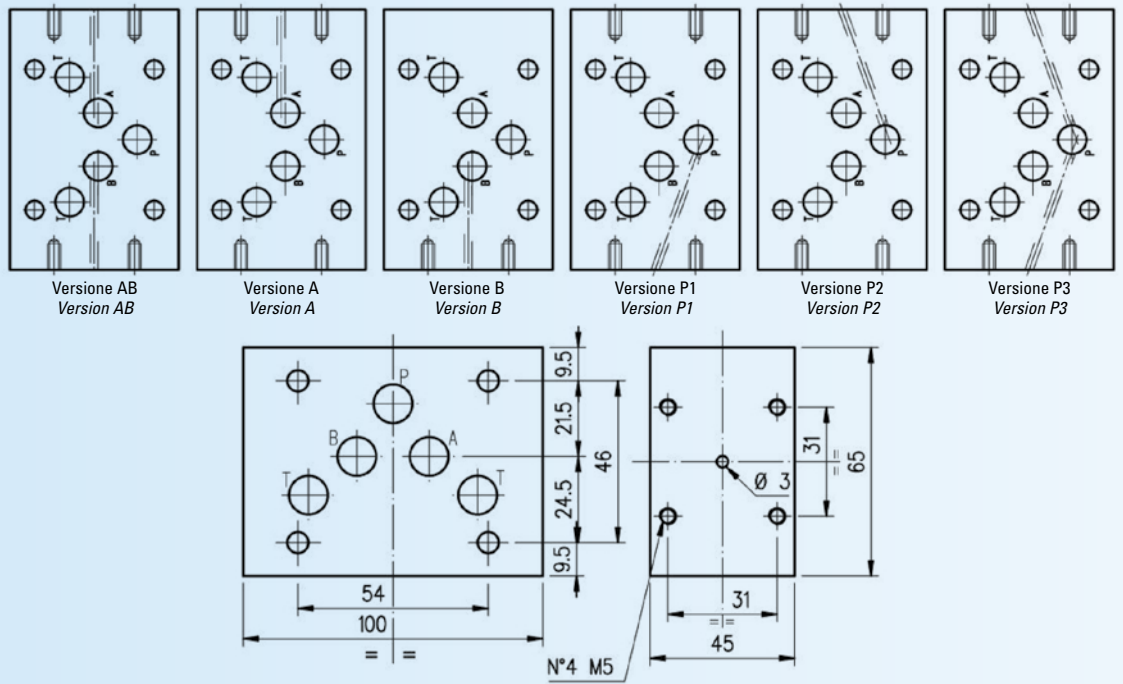 T A P B T
T A P B T
T A P B T
T A P B T
T A P B T
T A P B T
Versione AB Versione A Versione B Versione P1 Versione P2 Versione P3
Version AB Version A Version B Version P1 Version P2 Version P3
P
B A
T T
9.5
21.5
46
24.5
9.5
54
100
= =
31
= =
65
Ø 3
31
= =
45
N°4 M5